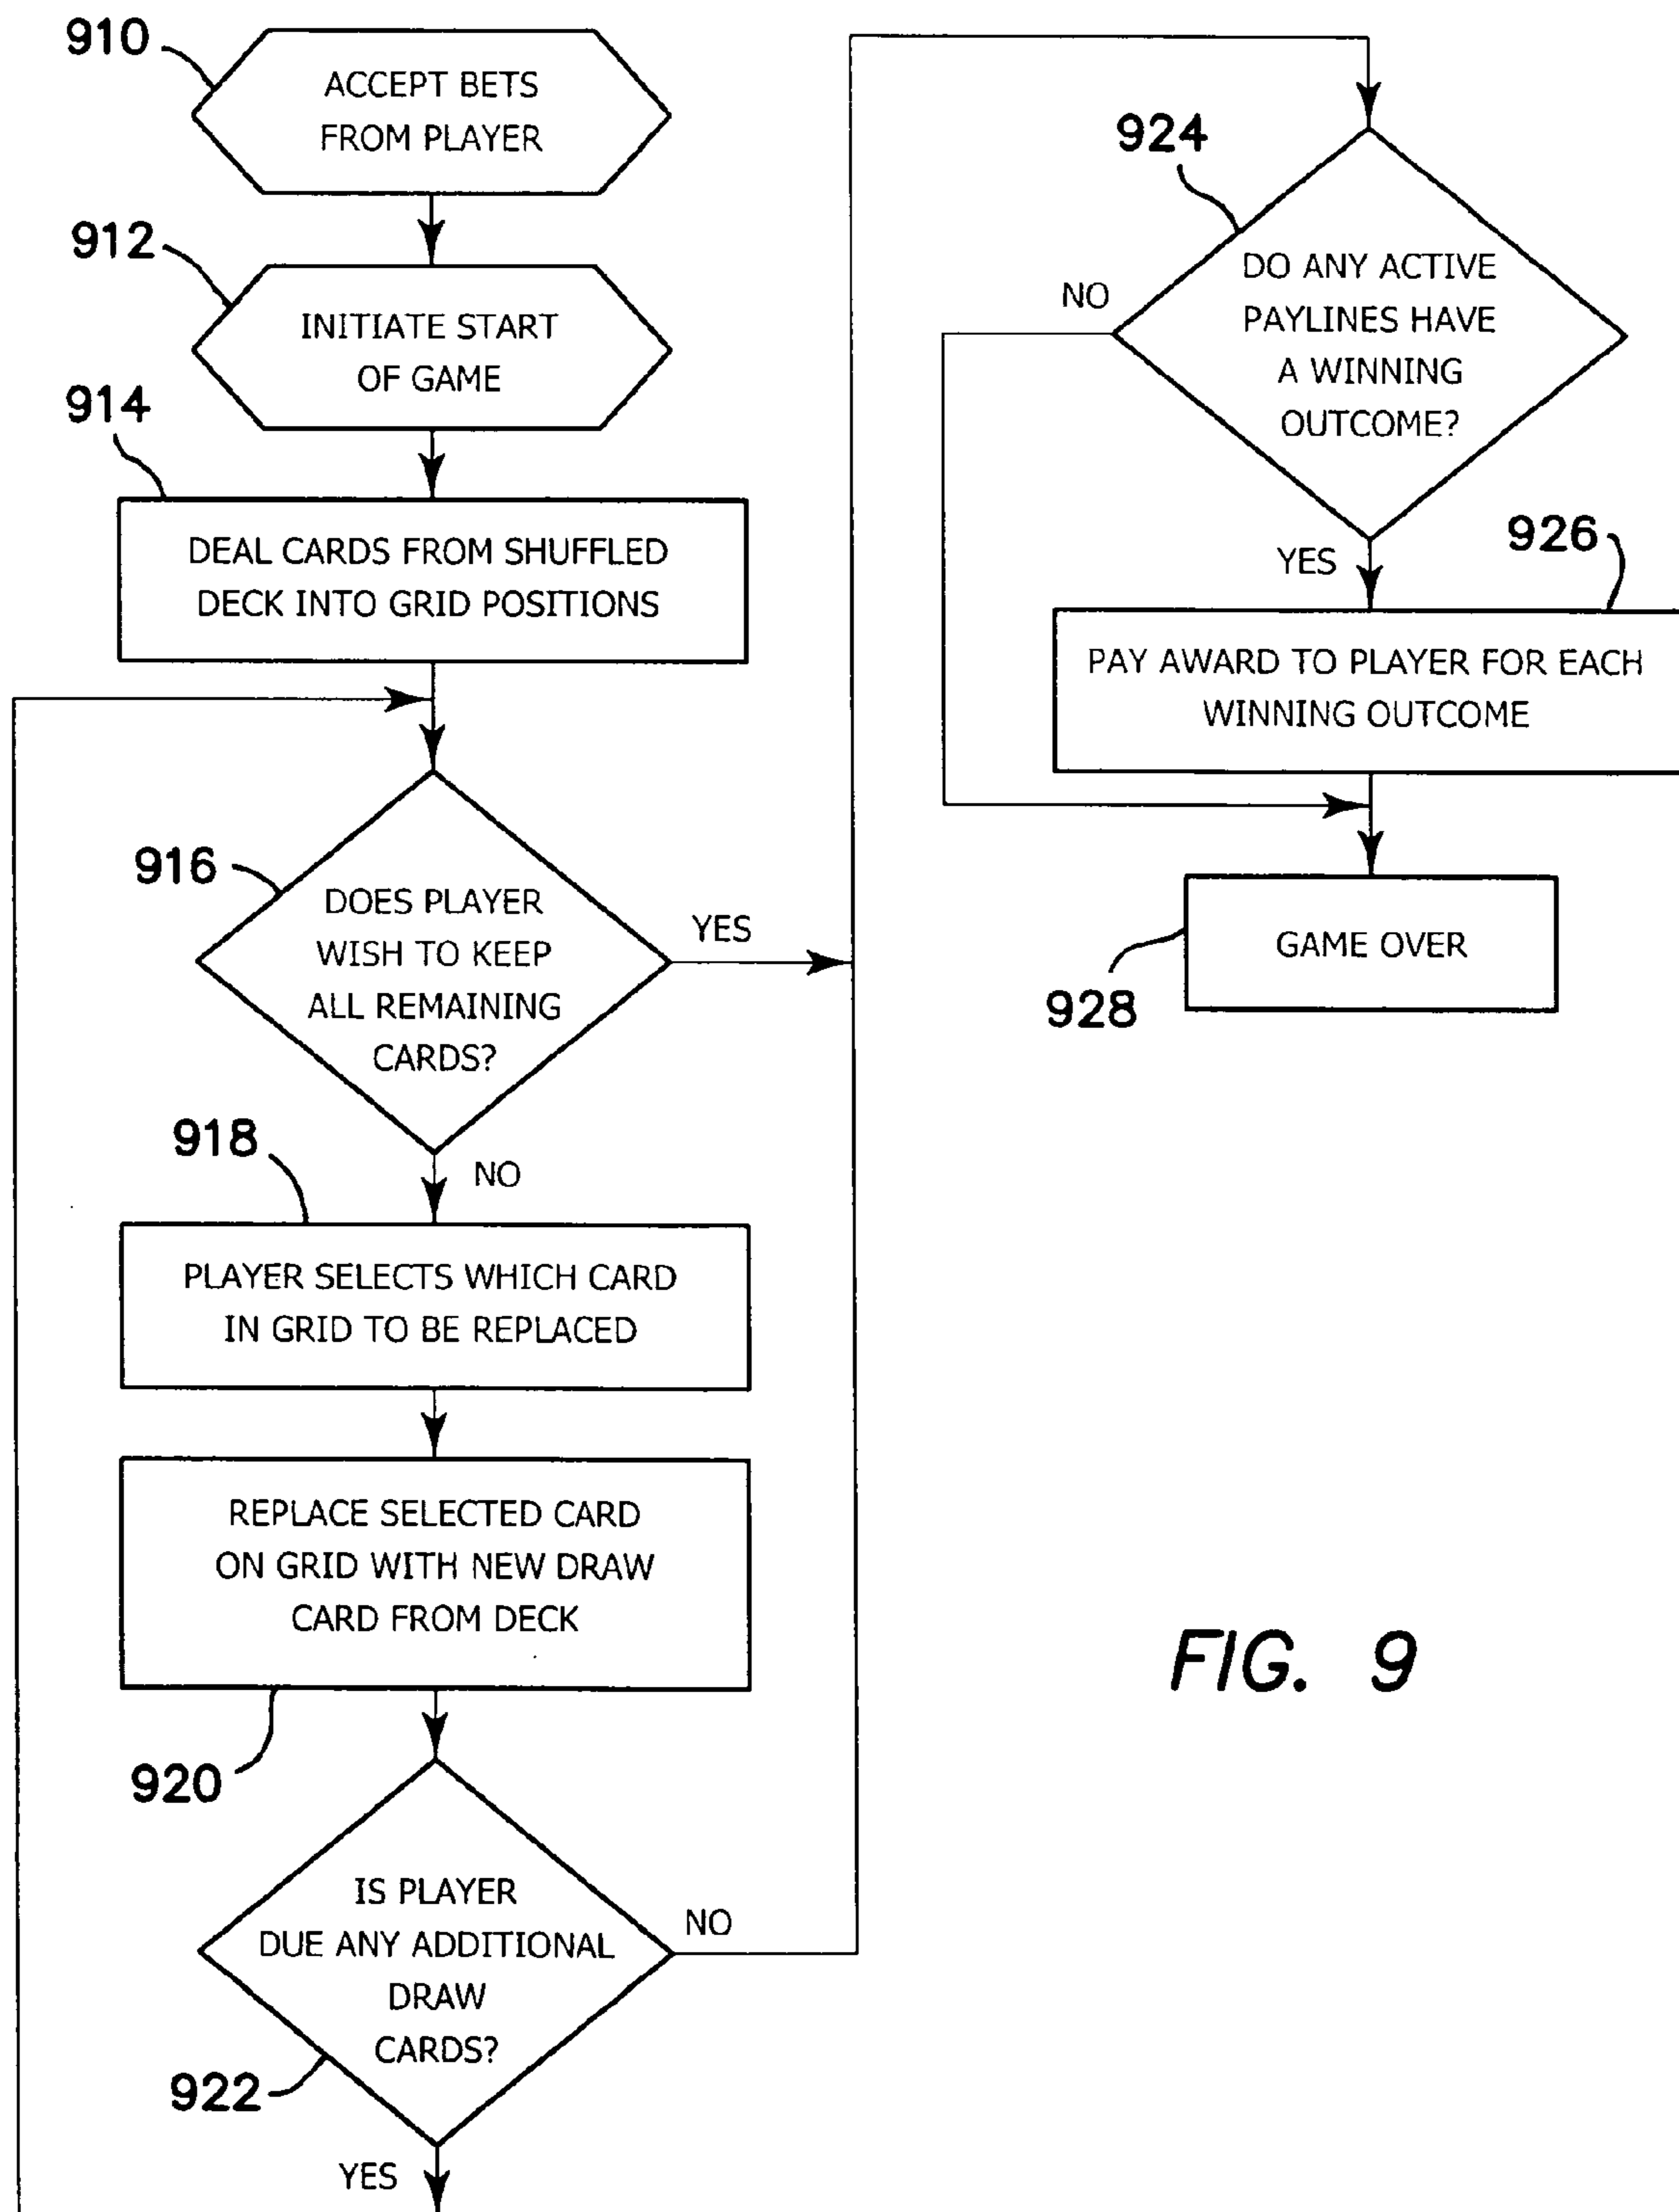 910
ACCEPT BETS
FROM PLAYER
912
INITIATE START
OF GAME
914
DEAL CARDS FROM SHUFFLED
DECK INTO GRID POSITIONS
916
DOES PLAYER
WISH TO KEEP
ALL REMAINING
CARDS?
YES
NO
918
PLAYER SELECTS WHICH CARD
IN GRID TO BE REPLACED
REPLACE SELECTED CARD
ON GRID WITH NEW DRAW
CARD FROM DECK
920
IS PLAYER
DUE ANY ADDITIONAL
DRAW
CARDS?
NO
922
YES
924
DO ANY ACTIVE
PAYLINES HAVE
A WINNING
OUTCOME?
NO
YES
926
PAY AWARD TO PLAYER FOR EACH
WINNING OUTCOME
GAME OVER
928
FIG. 9